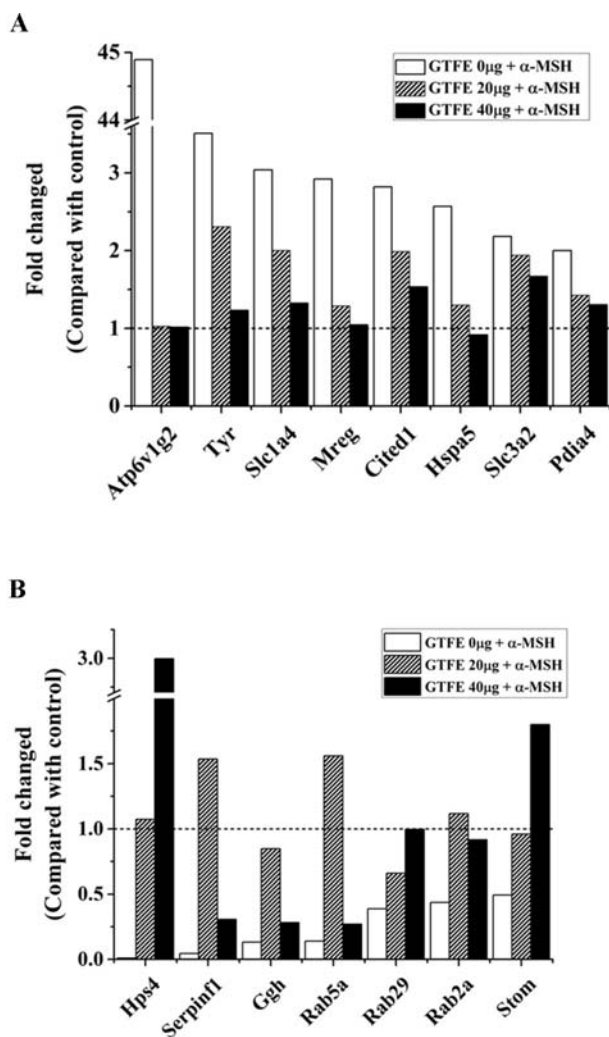 A
Fold changed
(Compared with control)
45
44
3
2
1
0
GTFE 0μg + α-MSH
GTFE 20μg + α-MSH
GTFE 40μg + α-MSH
Atp6v1g2
Tyr
Slc1a4
Mreg
Cited1
Hspa5
Slc3a2
Pdia4
B
Fold changed
(Compared with control)
3.0
1.5
1.0
0.5
0.0
GTFE 0μg + α-MSH
GTFE 20μg + α-MSH
GTFE 40μg + α-MSH
Hps4
Serpinf1
Ggh
Rab5a
Rab29
Rab2a
Stom